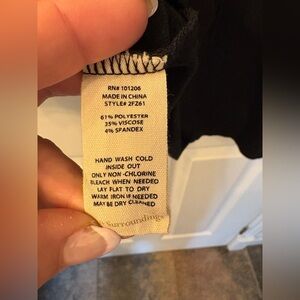 RN# 101206
MADE IN CHINA
STYLE# 2FZ61
61% POLYESTER
35% VISCOSE
4% SPANDEX
HAND WASH COLD
INSIDE OUT
ONLY NON-CHLORINE
BLEACH WHEN NEEDED
LAY FLAT TO DRY
WARM IRON IF NEEDED
MAY BE DRY CLEANED
Surroundings